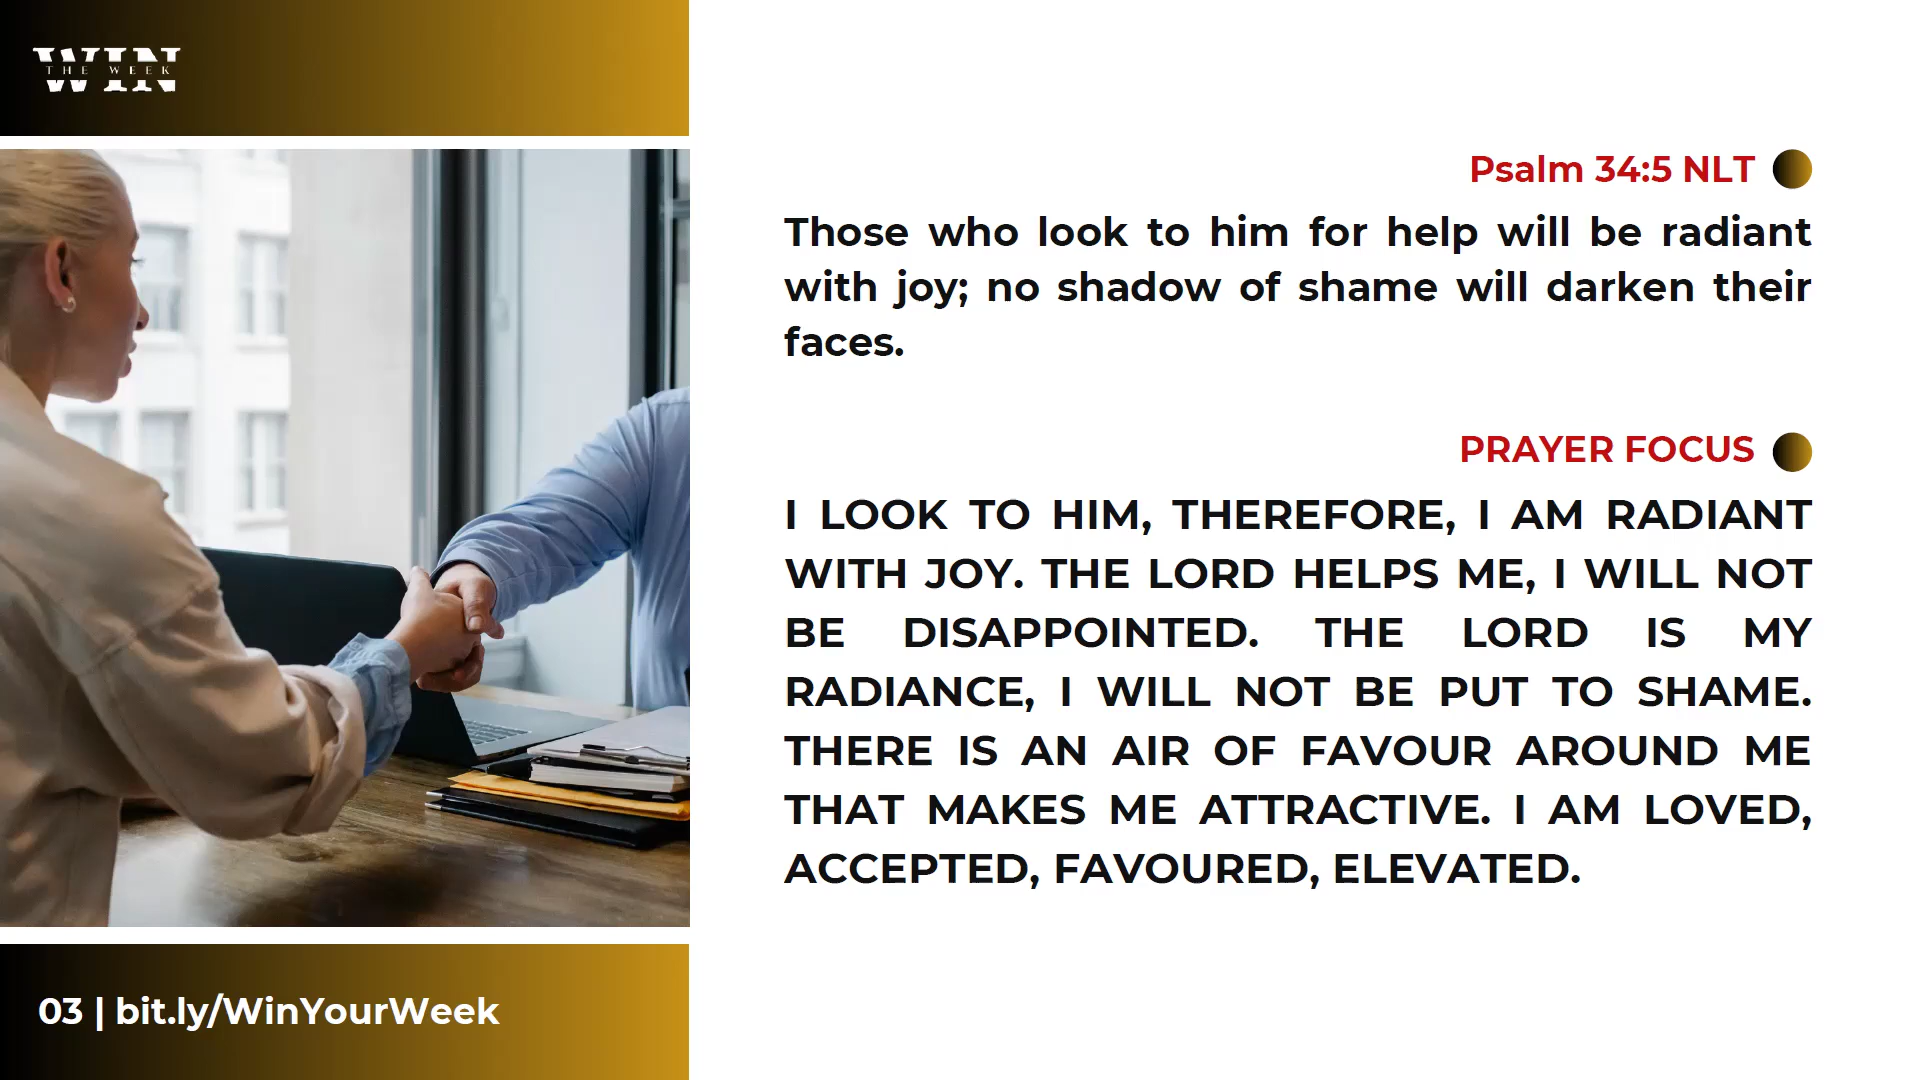 WIN
THE WEEK
Psalm 34:5 NLT
Those who look to him for help will be radiant
with joy; no shadow of shame will darken their
faces.
PRAYER FOCUS
I LOOK TO HIM, THEREFORE, I AM RADIANT
WITH JOY. THE LORD HELPS ME, I WILL NOT
BE DISAPPOINTED. THE LORD IS MY
RADIANCE, I WILL NOT BE PUT TO SHAME.
THERE IS AN AIR OF FAVOUR AROUND ME
THAT MAKES ME ATTRACTIVE. I AM LOVED,
ACCEPTED, FAVOURED, ELEVATED.
03 | bit.ly/WinYourWeek